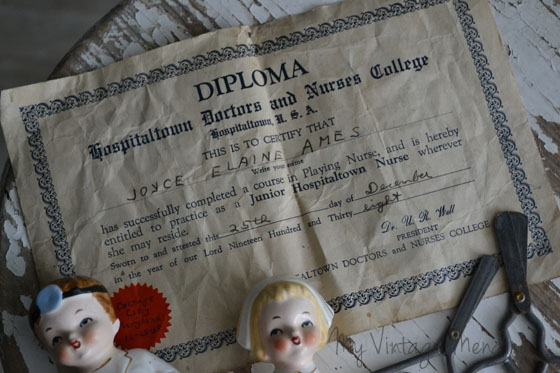 DIPLOMA
Hospitaltown Doctors and Nurses College
Hospitaltown, U.S.A
THIS IS TO CERTIFY THAT
JOYCE ELAINE AMES
Write your name
has successfully completed a course in Playing Nurse, and is hereby
entitled to practice as a Junior Hospitaltown Nurse wherever
she may reside.
Sworn to and attested this 25th day of December
in the year of our Lord Nineteen Hundred and Thirty eight
Dr. U. R. Well
PRESIDENT
TALTOWN DOCTORS and NURSES COLLEGE
My Vintage